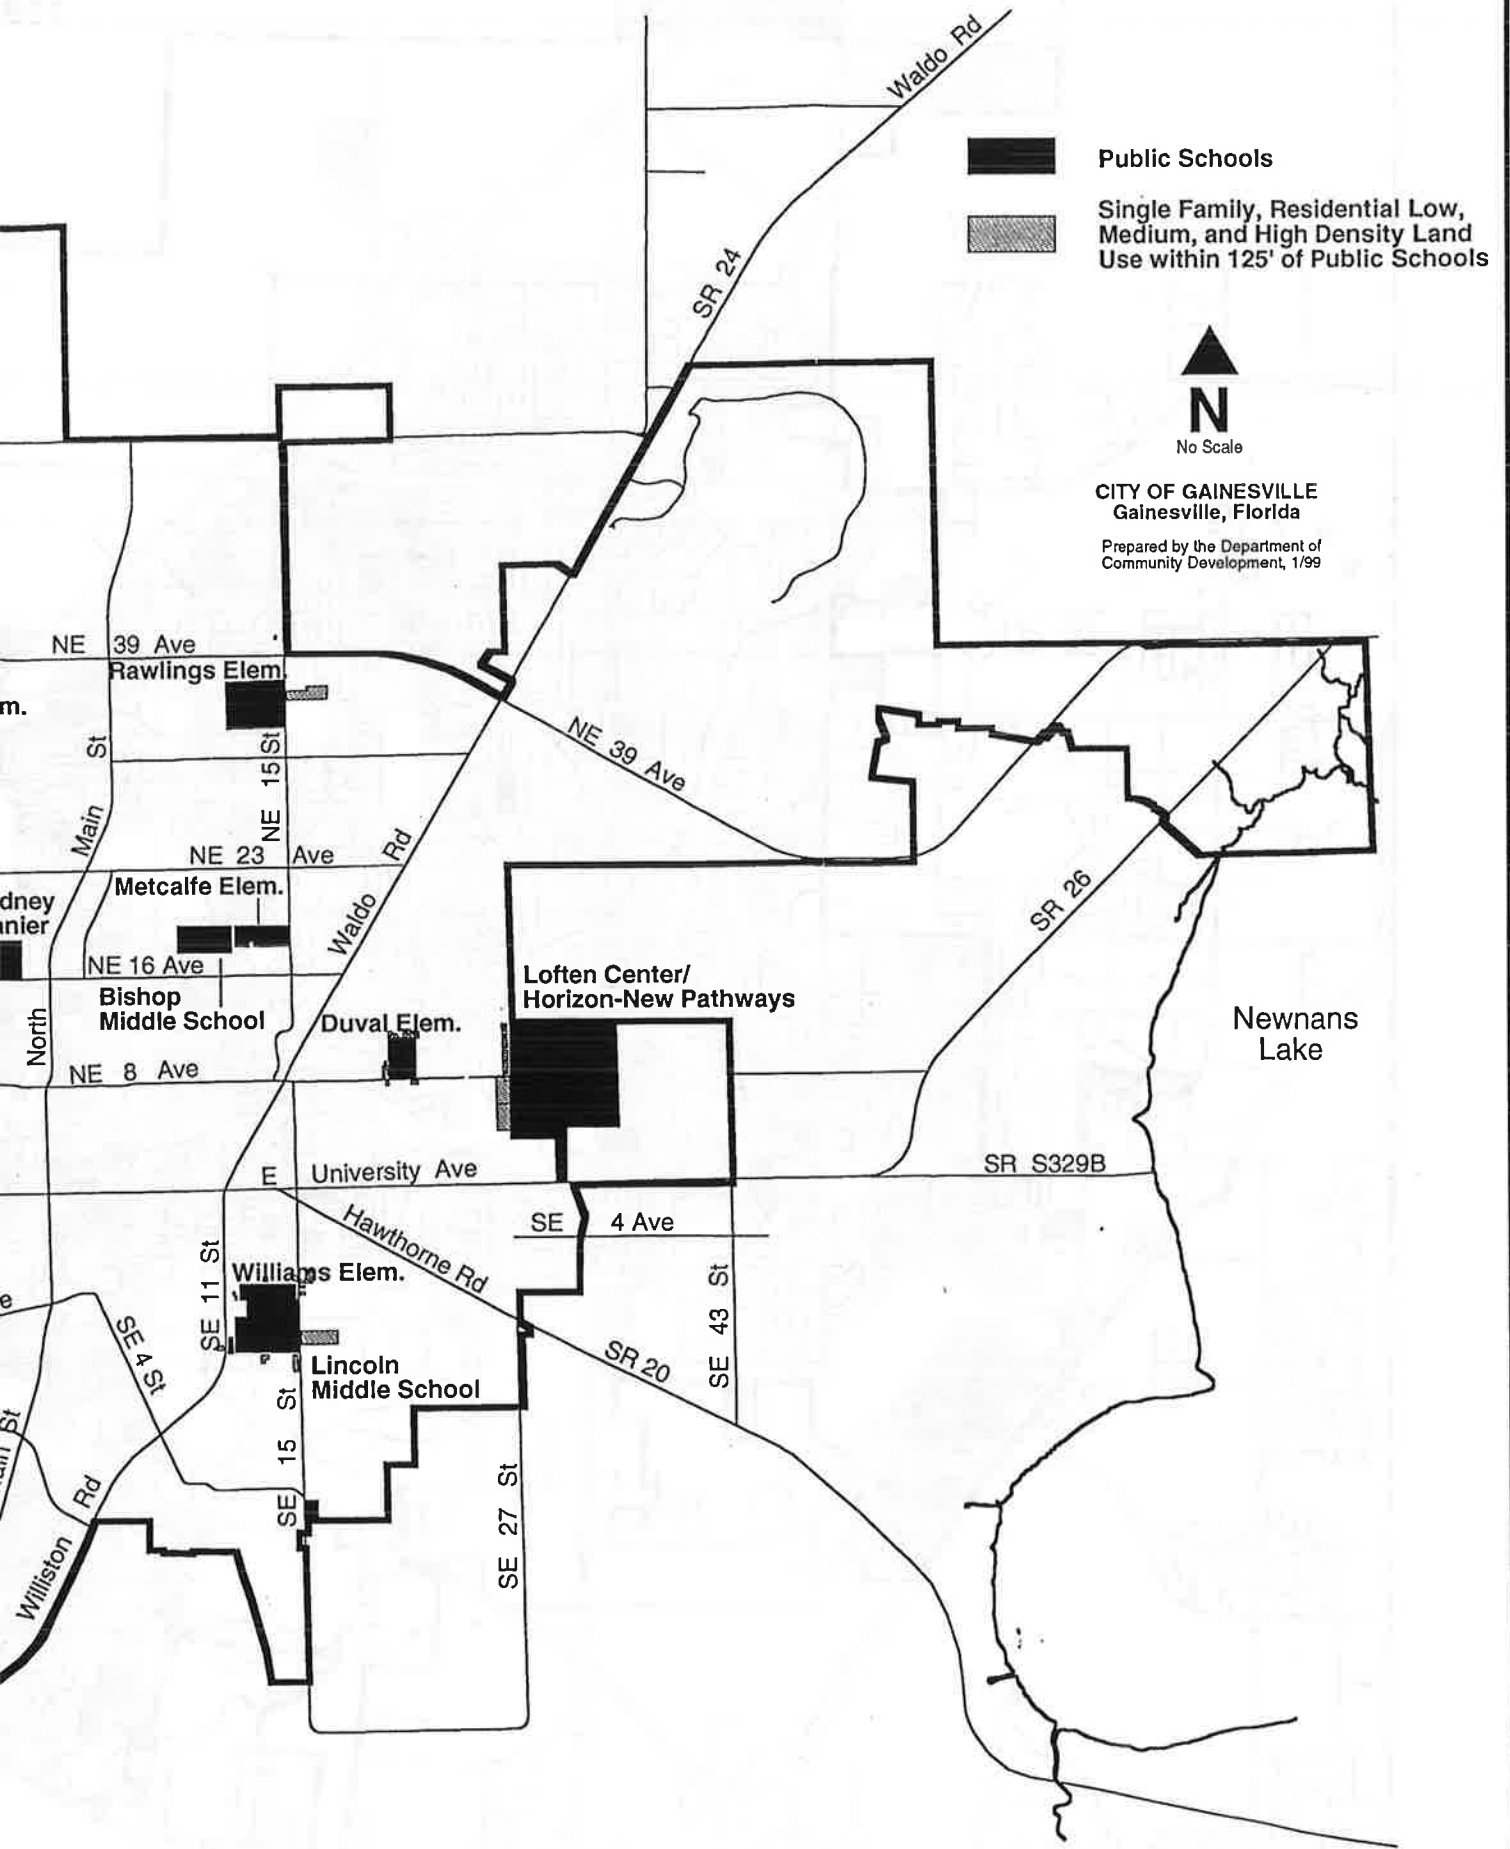 Waldo Rd
Public Schools
Single Family, Residential Low,
Medium, and High Density Land
Use within 125' of Public Schools
SR 24
N
No Scale
CITY OF GAINESVILLE
Gainesville, Florida
Prepared by the Department of
Community Development, 1/99
NE 39 Ave
Rawlings Elem.
m.
NE 39 Ave
Main St
NE 15 St
NE 23 Ave
Waldo Rd
Metcalfe Elem.
dney
nier
SR 26
NE 16 Ave
Bishop
Middle School
Loften Center/
Horizon-New Pathways
Newnans
Lake
North
Duval Elem.
NE 8 Ave
E University Ave
SR S329B
SE 4 Ave
Hawthorne Rd
SE 11 St
Williams Elem.
e
SE 4 St
SE 43 St
SR 20
Lincoln
Middle School
St
SE 15 St
SE 27 St
Williston Rd